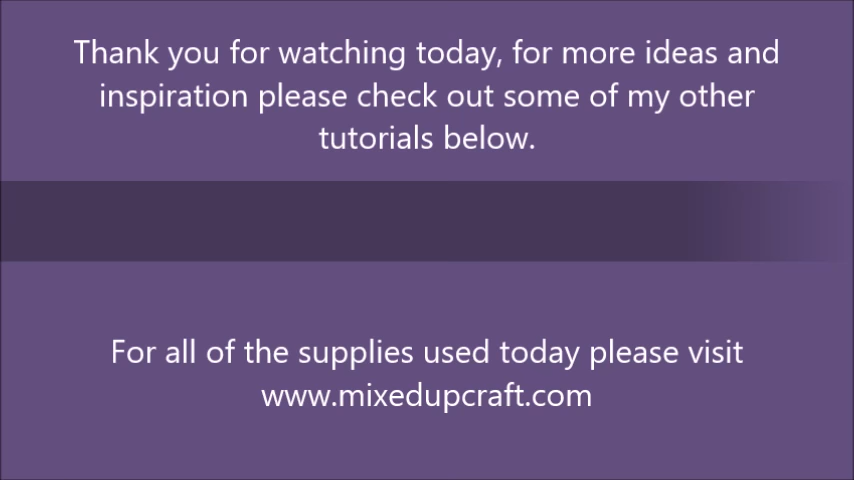 Thank you for watching today, for more ideas and
inspiration please check out some of my other
tutorials below.
For all of the supplies used today please visit
www.mixedupcraft.com